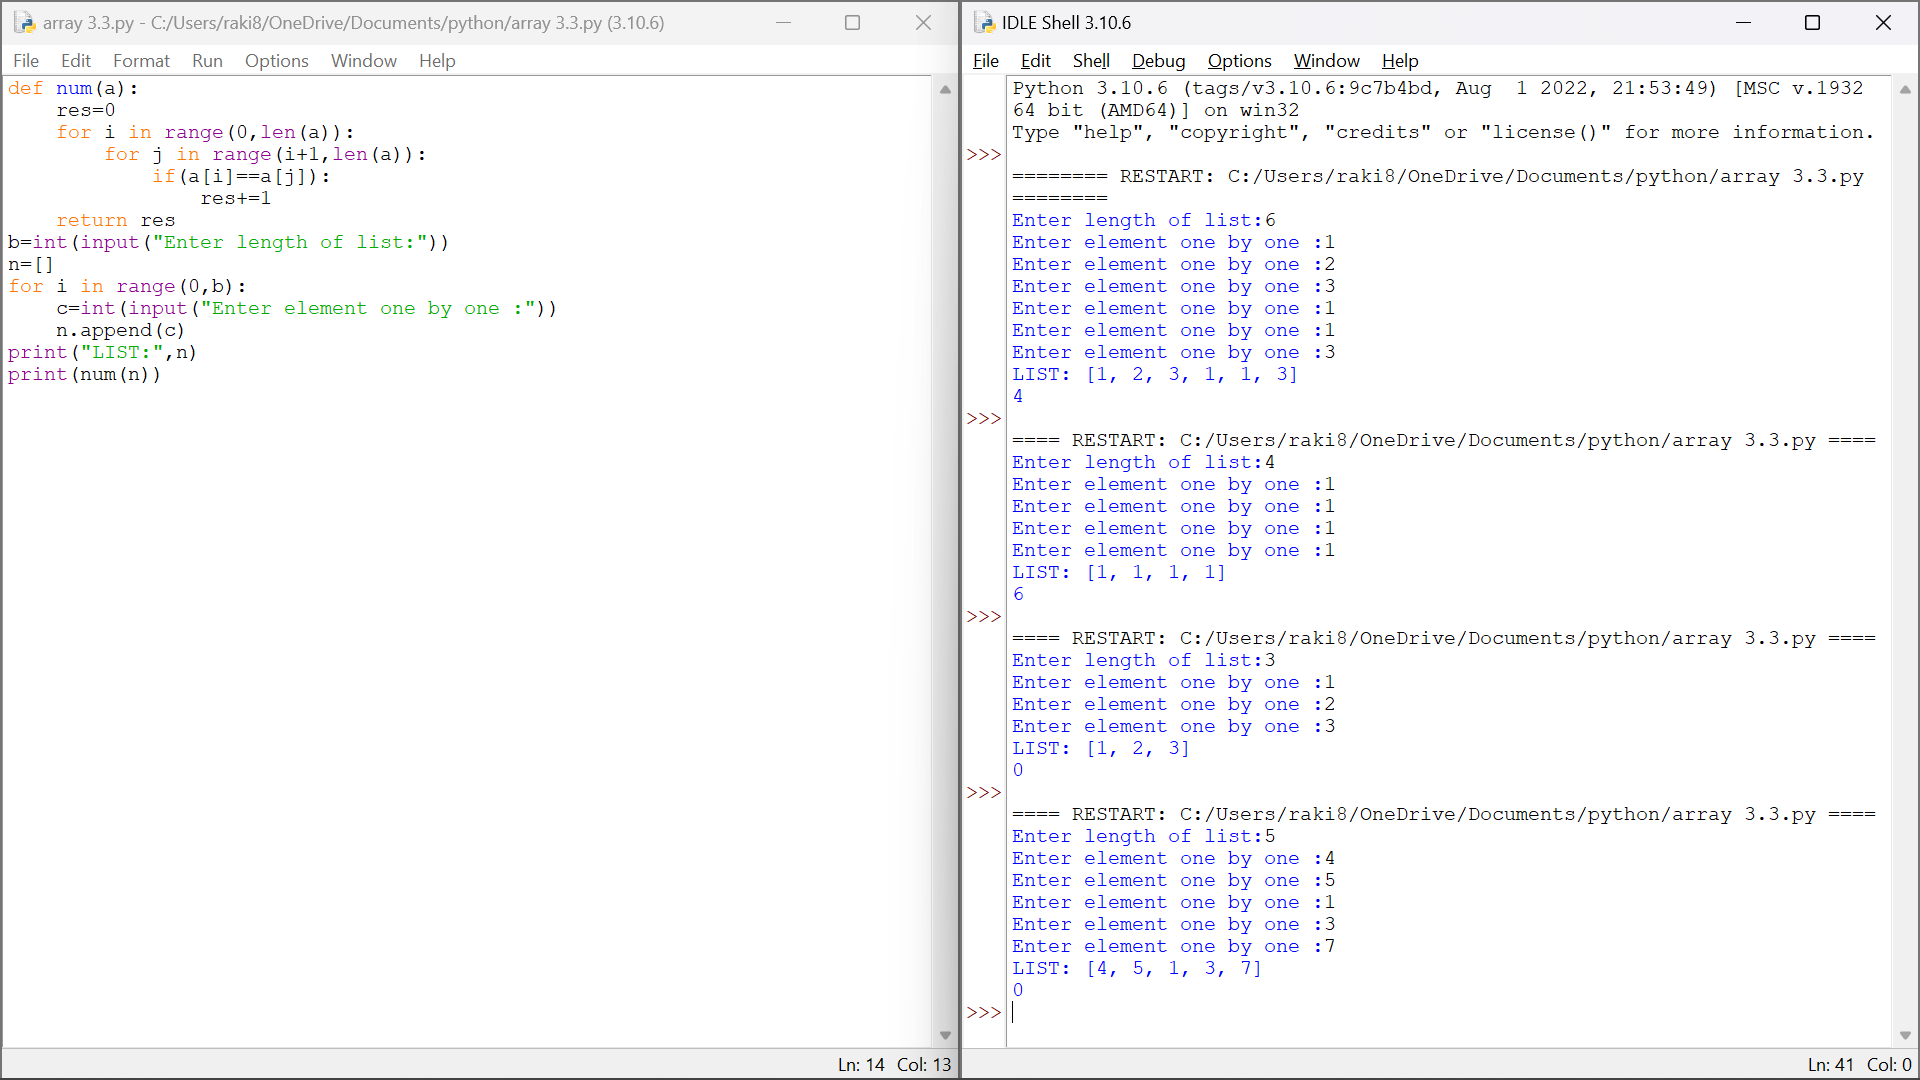 array 3.3.py - C:/Users/raki8/OneDrive/Documents/python/array 3.3.py (3.10.6)
File Edit Format Run Options Window Help
def num(a):
    res=0
    for i in range(0,len(a)):
        for j in range(i+1,len(a)):
            if(a[i]==a[j]):
                res+=1
    return res
b=int(input("Enter length of list:"))
n=[]
for i in range(0,b):
    c=int(input("Enter element one by one :"))
    n.append(c)
print("LIST:",n)
print(num(n))
Ln: 14 Col: 13
IDLE Shell 3.10.6
File Edit Shell Debug Options Window Help
Python 3.10.6 (tags/v3.10.6:9c7b4bd, Aug  1 2022, 21:53:49) [MSC v.1932
64 bit (AMD64)] on win32
Type "help", "copyright", "credits" or "license()" for more information.
>>>
======== RESTART: C:/Users/raki8/OneDrive/Documents/python/array 3.3.py
========
Enter length of list:6
Enter element one by one :1
Enter element one by one :2
Enter element one by one :3
Enter element one by one :1
Enter element one by one :1
Enter element one by one :3
LIST: [1, 2, 3, 1, 1, 3]
4
>>>
==== RESTART: C:/Users/raki8/OneDrive/Documents/python/array 3.3.py ====
Enter length of list:4
Enter element one by one :1
Enter element one by one :1
Enter element one by one :1
Enter element one by one :1
LIST: [1, 1, 1, 1]
6
>>>
==== RESTART: C:/Users/raki8/OneDrive/Documents/python/array 3.3.py ====
Enter length of list:3
Enter element one by one :1
Enter element one by one :2
Enter element one by one :3
LIST: [1, 2, 3]
0
>>>
==== RESTART: C:/Users/raki8/OneDrive/Documents/python/array 3.3.py ====
Enter length of list:5
Enter element one by one :4
Enter element one by one :5
Enter element one by one :1
Enter element one by one :3
Enter element one by one :7
LIST: [4, 5, 1, 3, 7]
0
>>>
Ln: 41 Col: 0